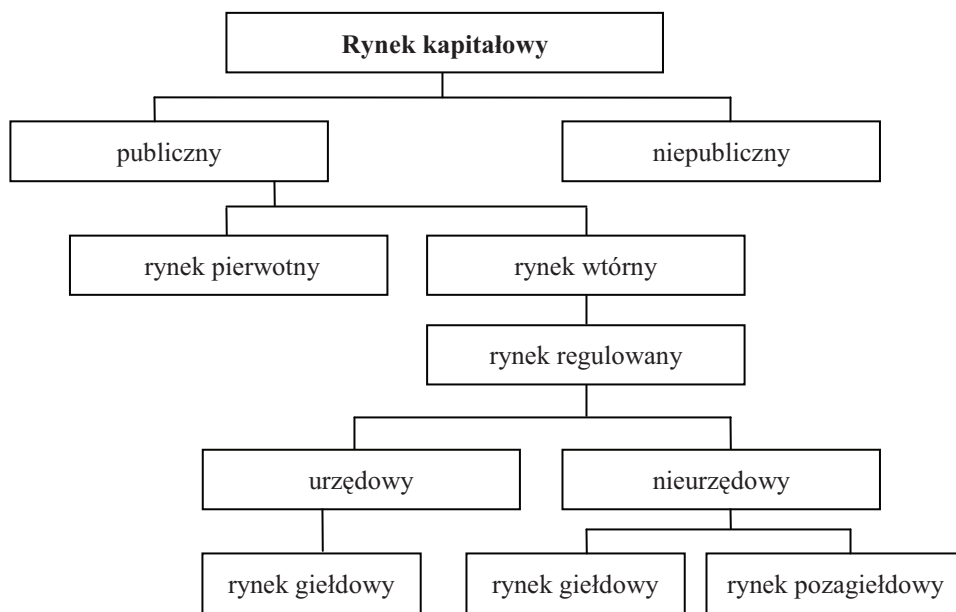 Rynek kapitałowy
publiczny
niepubliczny
rynek pierwotny
rynek wtórny
rynek regulowany
urzędowy
nieurzędowy
rynek giełdowy
rynek giełdowy
rynek pozagiełdowy